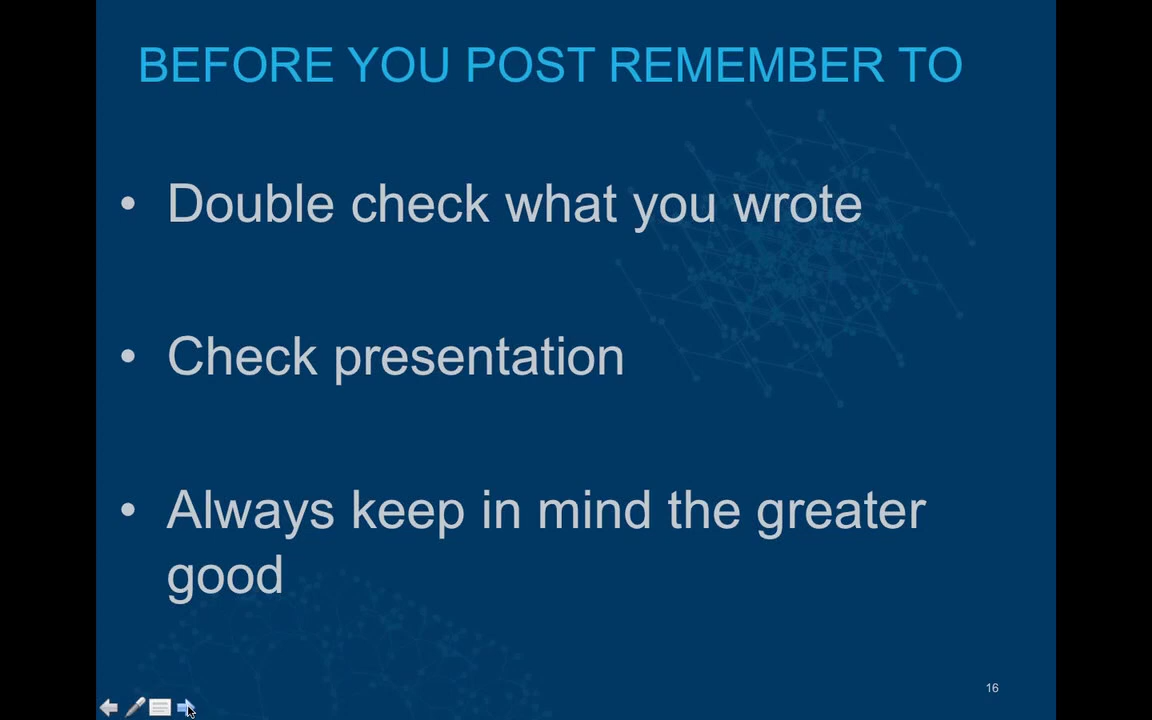 BEFORE YOU POST REMEMBER TO
• Double check what you wrote
• Check presentation
• Always keep in mind the greater
good
16